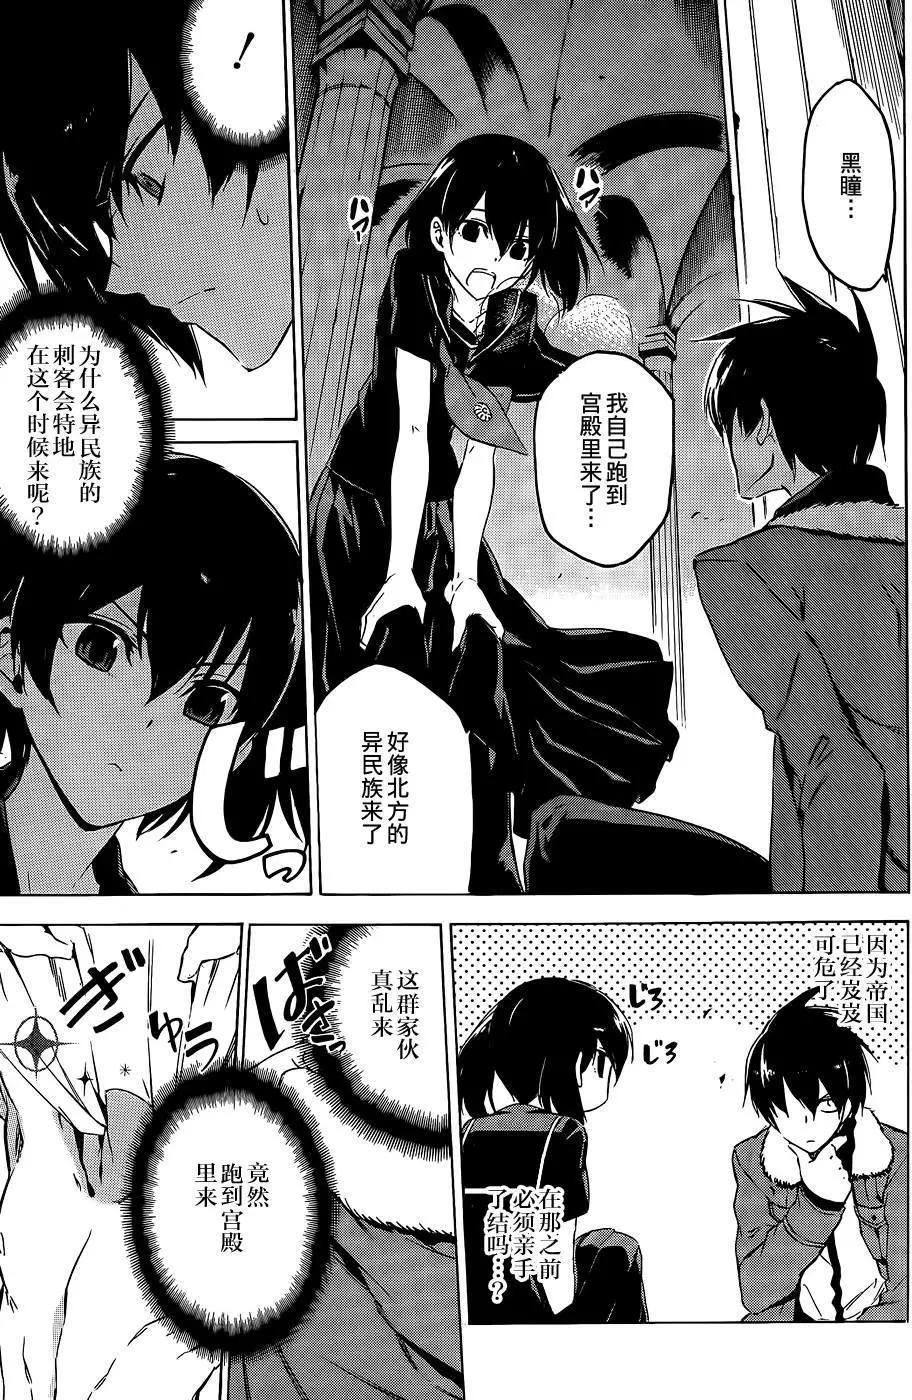 黑瞳…
ハッ
ハッ
我自己跑到
宫殿里来了…
好像北方的
异民族来了
！
为什么异民族的
刺客会特地
在这个时候来呢？
じっ
因为帝国
已经岌岌
可危了
じろ
じろ
在那之前
必须亲手
了结吗…？
ばさっ
这群家伙
真乱来
ぎゅうっ
竟然
跑到宫殿
里来